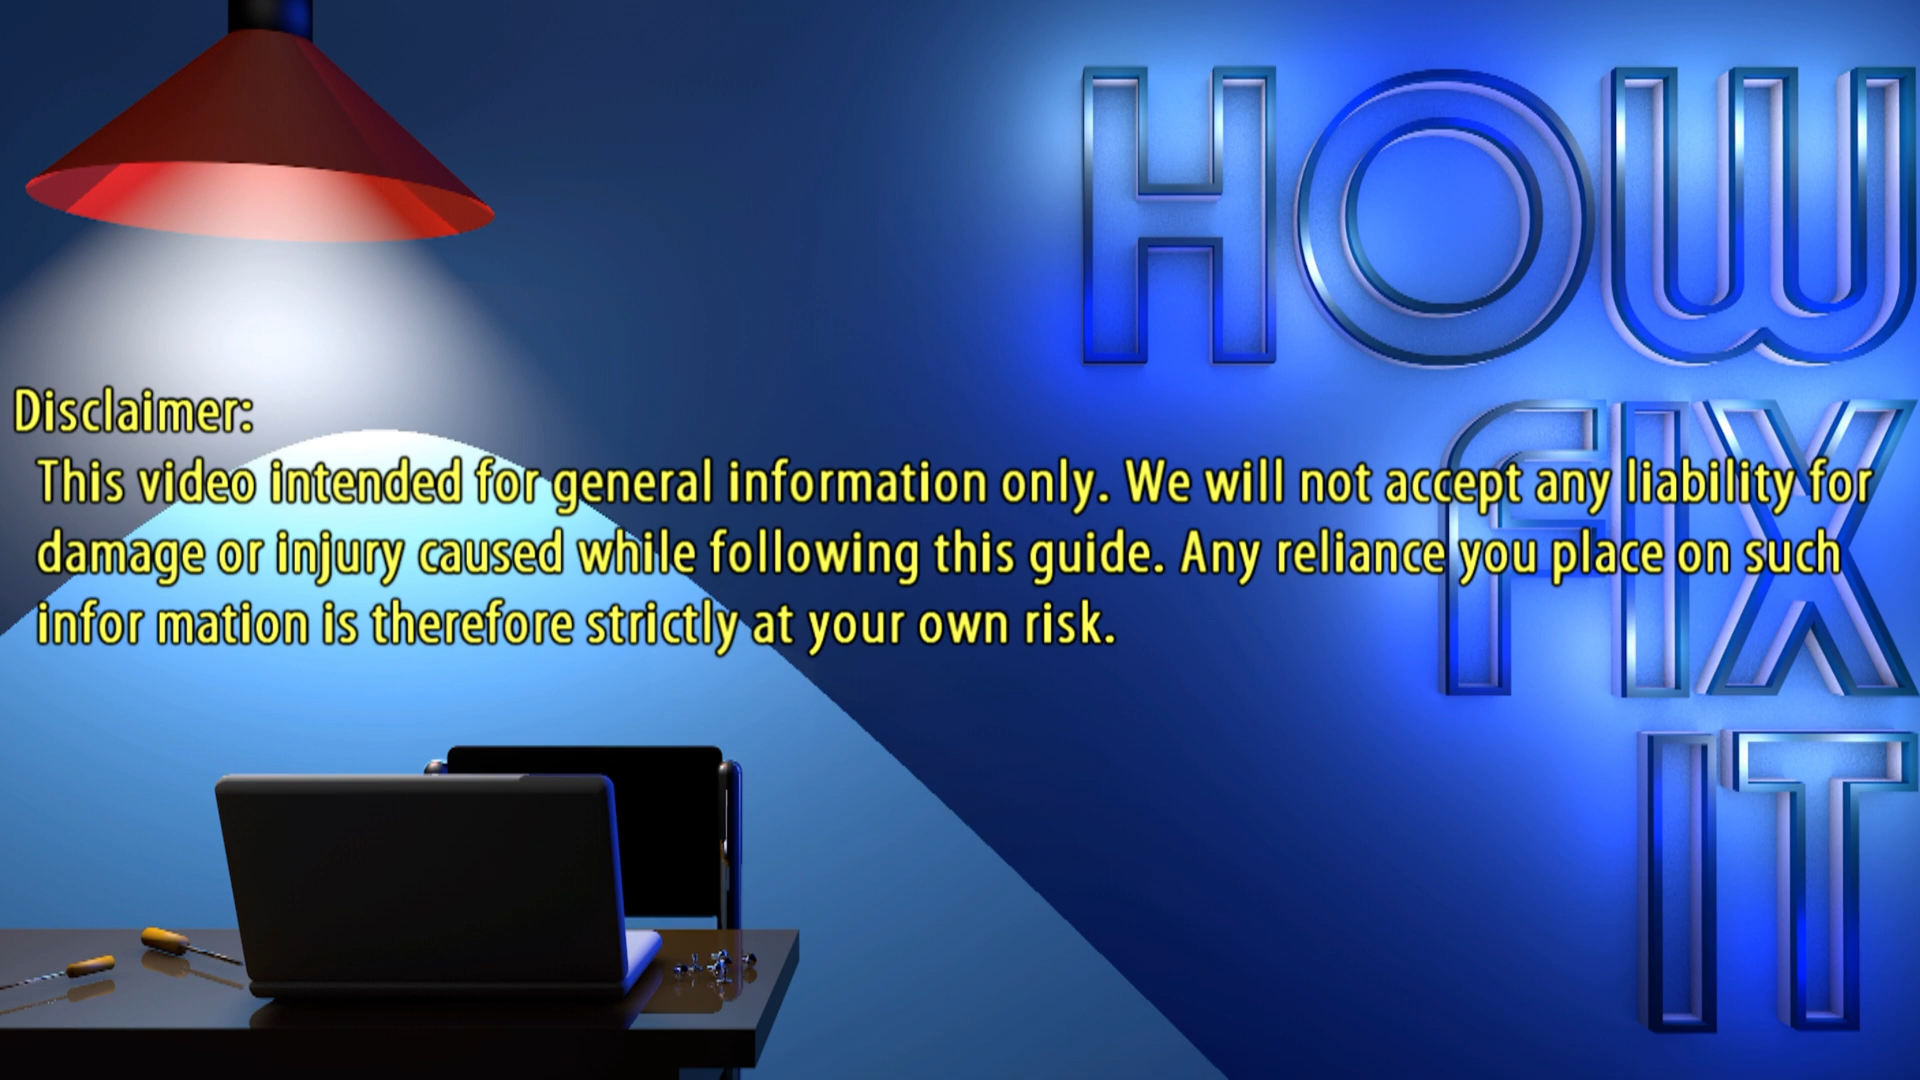 HOW
FIX
IT
Disclaimer:
This video intended for general information only. We will not accept any liability for
damage or injury caused while following this guide. Any reliance you place on such
infor mation is therefore strictly at your own risk.